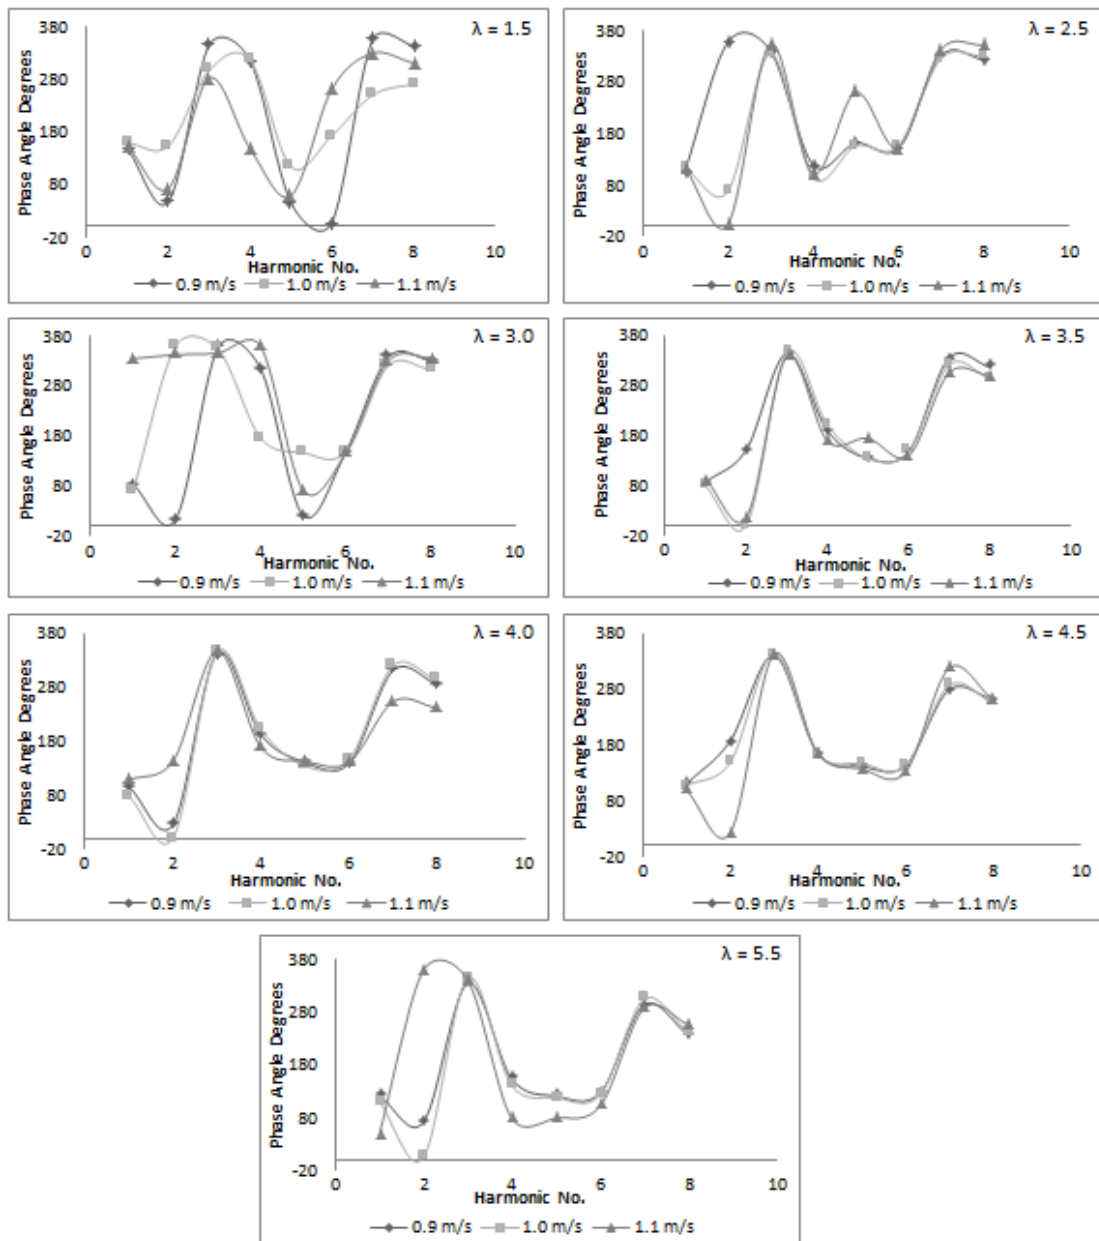 λ = 1.5
Phase Angle Degrees
380
280
180
80
-20
0 2 4 6 8 10
Harmonic No.
0.9 m/s 1.0 m/s 1.1 m/s
λ = 2.5
Phase Angle Degrees
380
280
180
80
-20
0 2 4 6 8 10
Harmonic No.
0.9 m/s 1.0 m/s 1.1 m/s
λ = 3.0
Phase Angle Degrees
380
280
180
80
-20
0 2 4 6 8 10
Harmonic No.
0.9 m/s 1.0 m/s 1.1 m/s
λ = 3.5
Phase Angle Degrees
380
280
180
80
-20
0 2 4 6 8 10
Harmonic No.
0.9 m/s 1.0 m/s 1.1 m/s
λ = 4.0
Phase Angle Degrees
380
280
180
80
-20
0 2 4 6 8 10
Harmonic No.
0.9 m/s 1.0 m/s 1.1 m/s
λ = 4.5
Phase Angle Degrees
380
280
180
80
-20
0 2 4 6 8 10
Harmonic No.
0.9 m/s 1.0 m/s 1.1 m/s
λ = 5.5
Phase Angle Degrees
380
280
180
80
-20
0 2 4 6 8 10
Harmonic No.
0.9 m/s 1.0 m/s 1.1 m/s